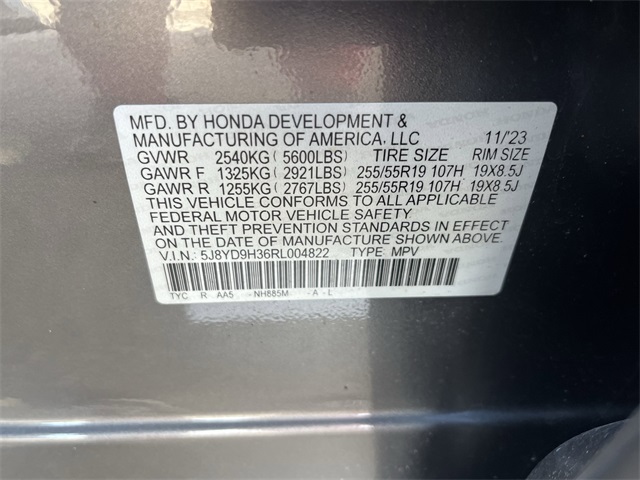 MFD. BY HONDA DEVELOPMENT &
MANUFACTURING OF AMERICA, LLC 11/'23
GVWR 2540KG ( 5600LBS) TIRE SIZE RIM SIZE
GAWR F 1325KG ( 2921LBS) 255/55R19 107H 19X8.5J
GAWR R 1255KG ( 2767LBS) 255/55R19 107H 19X8.5J
THIS VEHICLE CONFORMS TO ALL APPLICABLE
FEDERAL MOTOR VEHICLE SAFETY
AND THEFT PREVENTION STANDARDS IN EFFECT
ON THE DATE OF MANUFACTURE SHOWN ABOVE.
V.I.N.: 5J8YD9H36RL004822 TYPE: MPV
TYC R AA5 NH885M - A - L